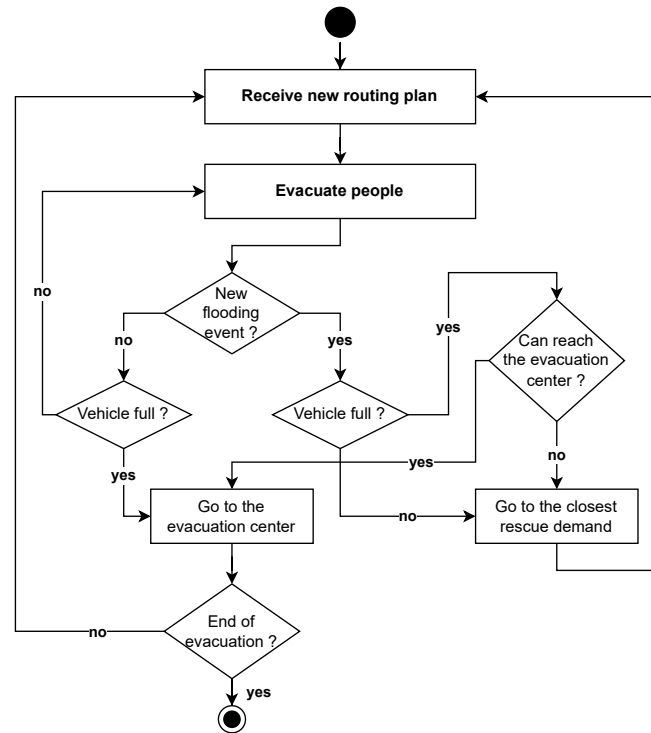 Receive new routing plan
Evacuate people
no
New
flooding
event ?
yes
Can reach
the evacuation
center ?
no
yes
Vehicle full ?
Vehicle full ?
yes
yes
no
Go to the
evacuation center
no
Go to the closest
rescue demand
End of
evacuation ?
no
yes